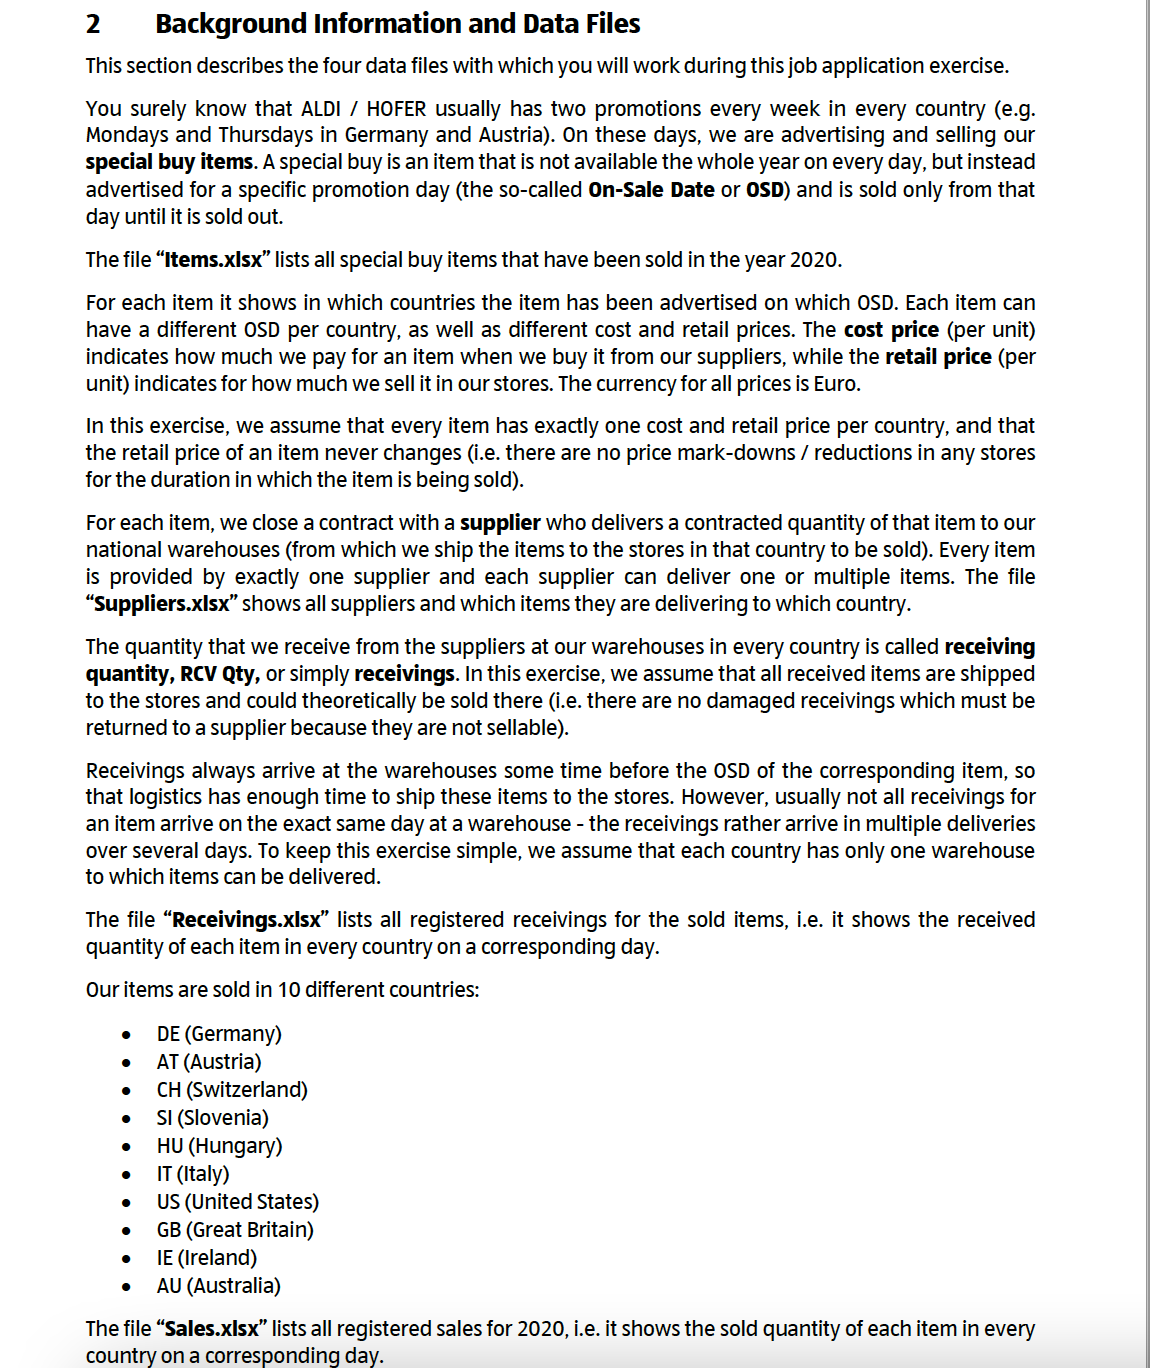 2 Background Information and Data Files
This section describes the four data files with which you will work during this job application exercise.
You surely know that ALDI / HOFER usually has two promotions every week in every country (e.g.
Mondays and Thursdays in Germany and Austria). On these days, we are advertising and selling our
special buy items. A special buy is an item that is not available the whole year on every day, but instead
advertised for a specific promotion day (the so-called On-Sale Date or OSD) and is sold only from that
day until it is sold out.
The file “Items.xlsx” lists all special buy items that have been sold in the year 2020.
For each item it shows in which countries the item has been advertised on which OSD. Each item can
have a different OSD per country, as well as different cost and retail prices. The cost price (per unit)
indicates how much we pay for an item when we buy it from our suppliers, while the retail price (per
unit) indicates for how much we sell it in our stores. The currency for all prices is Euro.
In this exercise, we assume that every item has exactly one cost and retail price per country, and that
the retail price of an item never changes (i.e. there are no price mark-downs / reductions in any stores
for the duration in which the item is being sold).
For each item, we close a contract with a supplier who delivers a contracted quantity of that item to our
national warehouses (from which we ship the items to the stores in that country to be sold). Every item
is provided by exactly one supplier and each supplier can deliver one or multiple items. The file
“Suppliers.xlsx” shows all suppliers and which items they are delivering to which country.
The quantity that we receive from the suppliers at our warehouses in every country is called receiving
quantity, RCV Qty, or simply receivings. In this exercise, we assume that all received items are shipped
to the stores and could theoretically be sold there (i.e. there are no damaged receivings which must be
returned to a supplier because they are not sellable).
Receivings always arrive at the warehouses some time before the OSD of the corresponding item, so
that logistics has enough time to ship these items to the stores. However, usually not all receivings for
an item arrive on the exact same day at a warehouse - the receivings rather arrive in multiple deliveries
over several days. To keep this exercise simple, we assume that each country has only one warehouse
to which items can be delivered.
The file “Receivings.xlsx” lists all registered receivings for the sold items, i.e. it shows the received
quantity of each item in every country on a corresponding day.
Our items are sold in 10 different countries:
• DE (Germany)
• AT (Austria)
• CH (Switzerland)
• SI (Slovenia)
• HU (Hungary)
• IT (Italy)
• US (United States)
• GB (Great Britain)
• IE (Ireland)
• AU (Australia)
The file “Sales.xlsx” lists all registered sales for 2020, i.e. it shows the sold quantity of each item in every
country on a corresponding day.